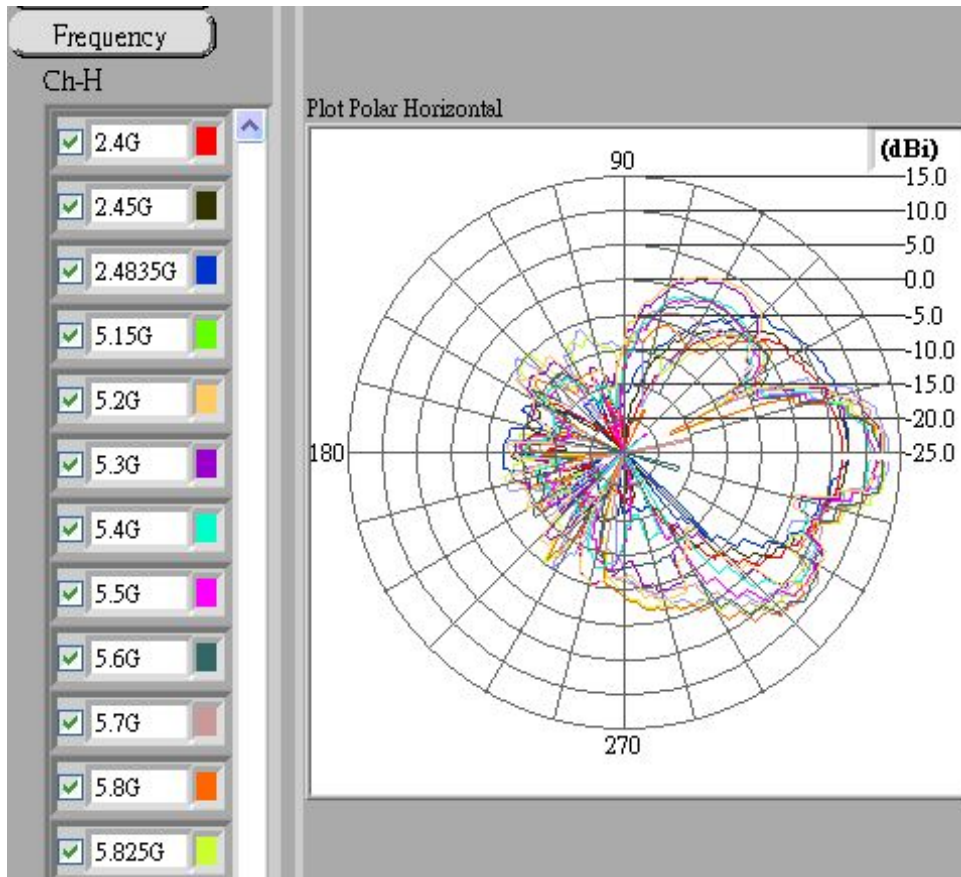 Frequency
Ch-H
2.4G
2.45G
2.4835G
5.15G
5.2G
5.3G
5.4G
5.5G
5.6G
5.7G
5.8G
5.825G
Plot Polar Horizontal
(dBi)
90
15.0
10.0
5.0
0.0
-5.0
-10.0
-15.0
-20.0
180
-25.0
270